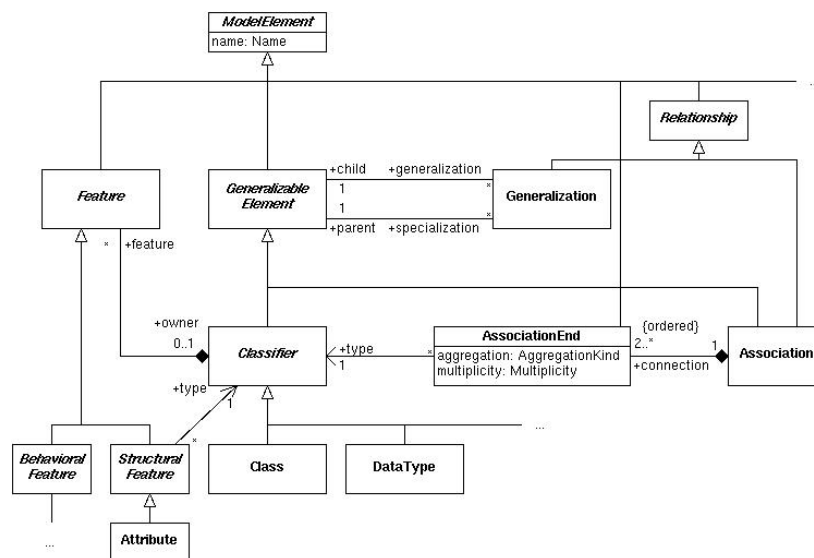 ModelElement
name: Name
...
Relationship
Feature
Generalizable
Element
+child
+generalization
1
*
1
*
+parent
+specialization
Generalization
*
+feature
+owner
0..1
Classifier
+type
*
1
AssociationEnd
aggregation: AggregationKind
multiplicity: Multiplicity
{ordered}
2..*
1
+connection
Association
+type
1
*
...
Behavioral
Feature
Structural
Feature
Class
DataType
...
Attribute